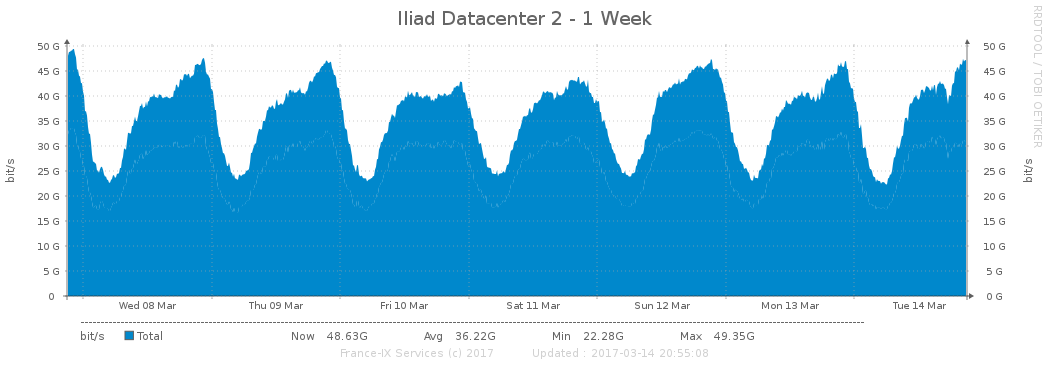 Iliad Datacenter 2 - 1 Week
RRDTOOL / TOBI OETIKER
50 G 50 G
45 G 45 G
40 G 40 G
35 G 35 G
30 G 30 G
25 G 25 G
20 G 20 G
15 G 15 G
10 G 10 G
5 G 5 G
0 0 G
bit/s bit/s
Wed 08 Mar Thu 09 Mar Fri 10 Mar Sat 11 Mar Sun 12 Mar Mon 13 Mar Tue 14 Mar
bit/s Total Now 48.63G Avg 36.22G Min 22.28G Max 49.35G
France-IX Services (c) 2017 Updated : 2017-03-14 20:55:08